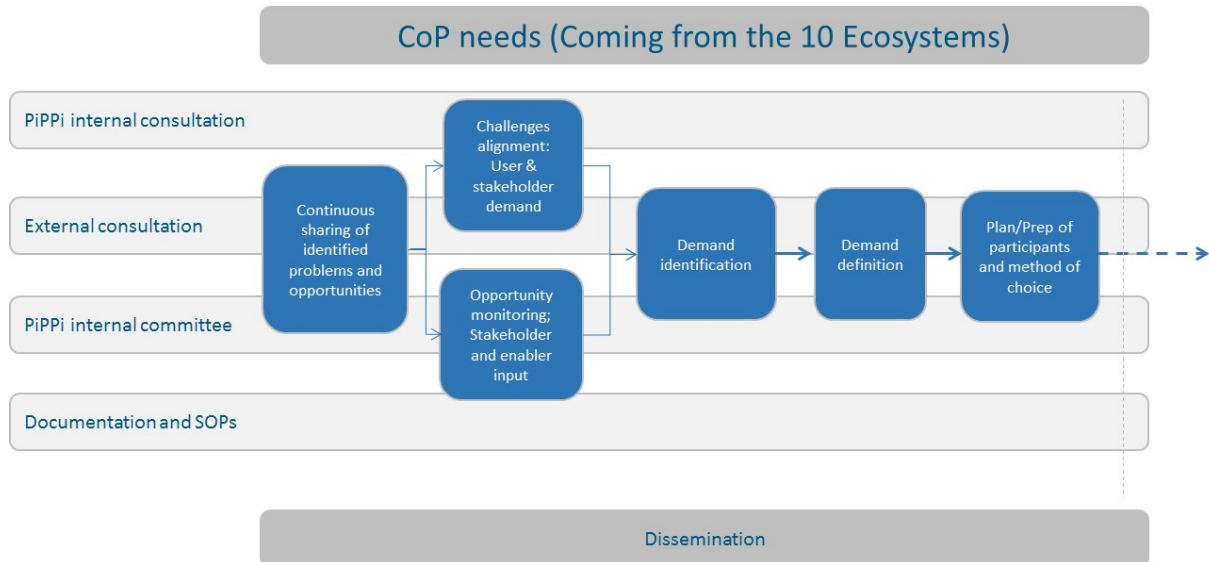 CoP needs (Coming from the 10 Ecosystems)
PiPPi internal consultation
External consultation
PiPPi internal committee
Documentation and SOPs
Continuous
sharing of
identified
problems and
opportunities
Challenges
alignment:
User &
stakeholder
demand
Opportunity
monitoring;
Stakeholder
and enabler
input
Demand
identification
Demand
definition
Plan/Prep of
participants
and method of
choice
Dissemination